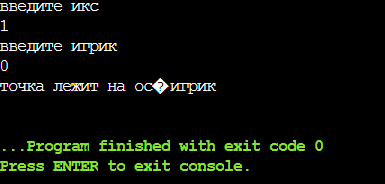 введите икс
1
введите игрик
0
точка лежит на ос�игрик
...Program finished with exit code 0
Press ENTER to exit console.